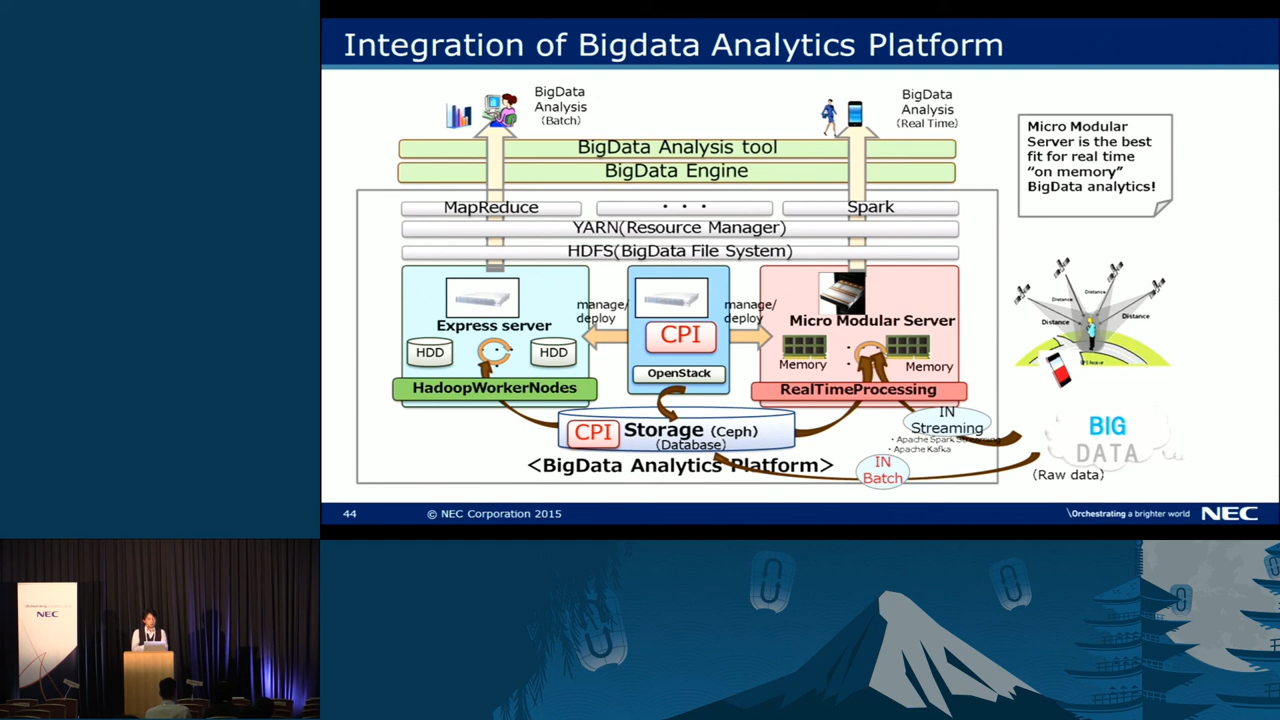 Integration of Bigdata Analytics Platform
BigData
Analysis
(Batch)
BigData
Analysis
(Real Time)
BigData Analysis tool
BigData Engine
Micro Modular
Server is the best
fit for real time
“on memory”
BigData analytics!
MapReduce
・・・
Spark
YARN(Resource Manager)
HDFS(BigData File System)
Express server
HDD
HDD
HadoopWorkerNodes
manage/
deploy
CPI
OpenStack
manage/
deploy
Micro Modular Server
Memory
Memory
RealTimeProcessing
Distance
Distance
Distance
Distance
CPI Storage (Ceph)
(Database)
<BigData Analytics Platform>
IN
Streaming
・Apache Spark Streaming
・Apache Kafka
IN
Batch
BIG
DATA
(Raw data)
44
© NEC Corporation 2015
\Orchestrating a brighter world
NEC
NEC